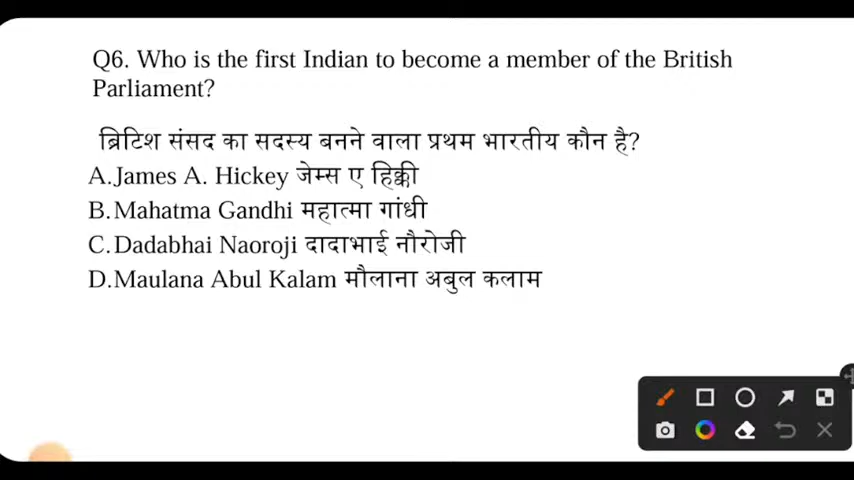 Q6. Who is the first Indian to become a member of the British
Parliament?
ब्रिटिश संसद का सदस्य बनने वाला प्रथम भारतीय कौन है?
A.James A. Hickey जेम्स ए हिक्की
B.Mahatma Gandhi महात्मा गांधी
C.Dadabhai Naoroji दादाभाई नौरोजी
D.Maulana Abul Kalam मौलाना अबुल कलाम